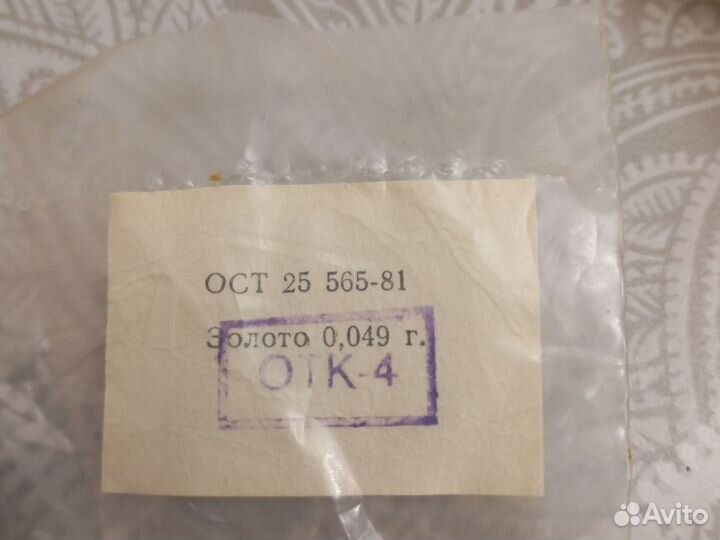 ОСТ 25 565-81
Золото 0,049 г.
ОТК-4
Avito